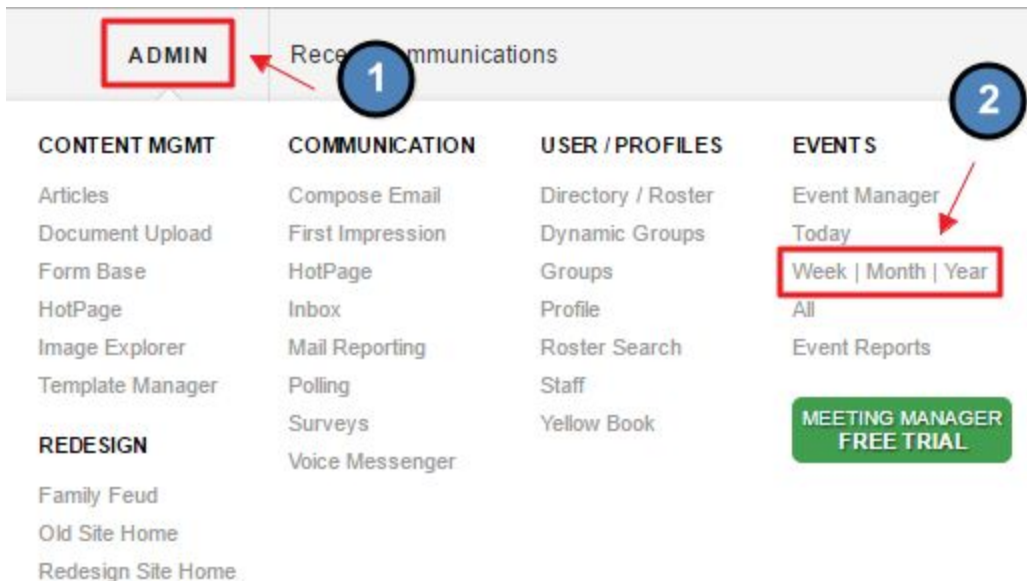 ADMIN
1
2
CONTENT MGMT
Articles
Document Upload
Form Base
HotPage
Image Explorer
Template Manager
REDESIGN
Family Feud
Old Site Home
Redesign Site Home
COMMUNICATION
Compose Email
First Impression
HotPage
Inbox
Mail Reporting
Polling
Surveys
Voice Messenger
USER / PROFILES
Directory / Roster
Dynamic Groups
Groups
Profile
Roster Search
Staff
Yellow Book
EVENTS
Event Manager
Today
Week | Month | Year
All
Event Reports
MEETING MANAGER
FREE TRIAL